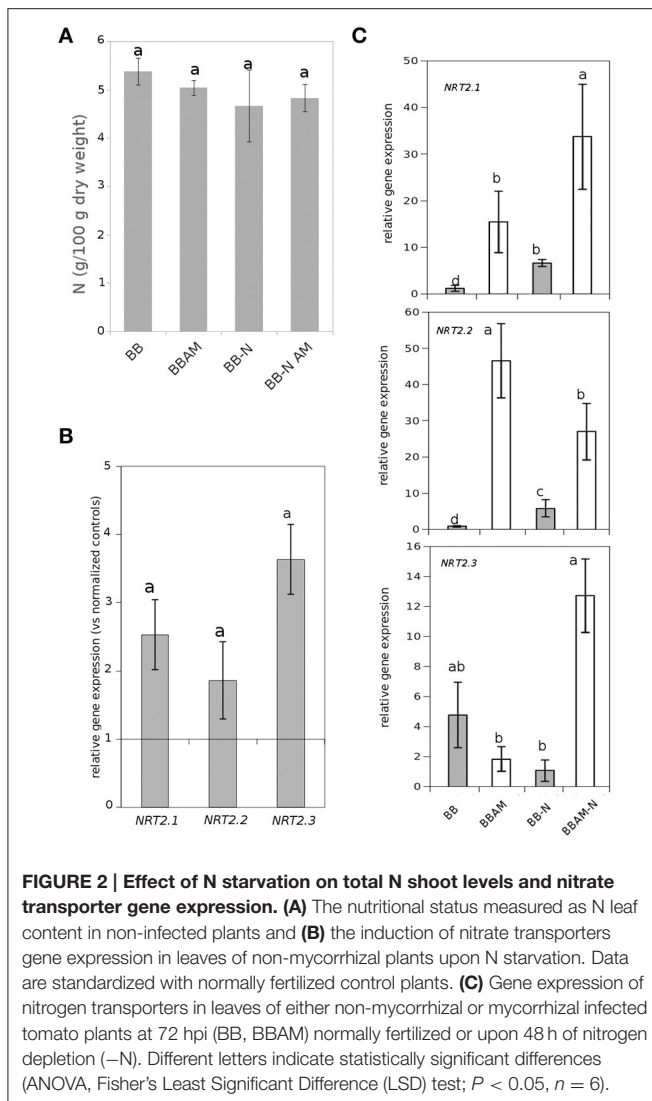 A
6
5
4
3
2
1
0
N (g/100 g dry weight)
a
a
a
a
BB
BBAM
BB-N
BB-N AM
B
5
4
3
2
1
0
relative gene expression (vs normalized controls)
a
a
a
NRT2.1
NRT2.2
NRT2.3
C
50
40
30
20
10
0
relative gene expression
NRT2.1
d
b
b
a
60
50
40
30
20
10
0
relative gene expression
NRT2.2
d
a
c
b
16
14
12
10
8
6
4
2
0
relative gene expression
NRT2.3
ab
b
b
a
BB
BBAM
BB-N
BBAM-N
FIGURE 2 | Effect of N starvation on total N shoot levels and nitrate
transporter gene expression. (A) The nutritional status measured as N leaf
content in non-infected plants and (B) the induction of nitrate transporters
gene expression in leaves of non-mycorrhizal plants upon N starvation. Data
are standardized with normally fertilized control plants. (C) Gene expression of
nitrogen transporters in leaves of either non-mycorrhizal or mycorrhizal infected
tomato plants at 72 hpi (BB, BBAM) normally fertilized or upon 48 h of nitrogen
depletion (−N). Different letters indicate statistically significant differences
(ANOVA, Fisher's Least Significant Difference (LSD) test; P < 0.05, n = 6).